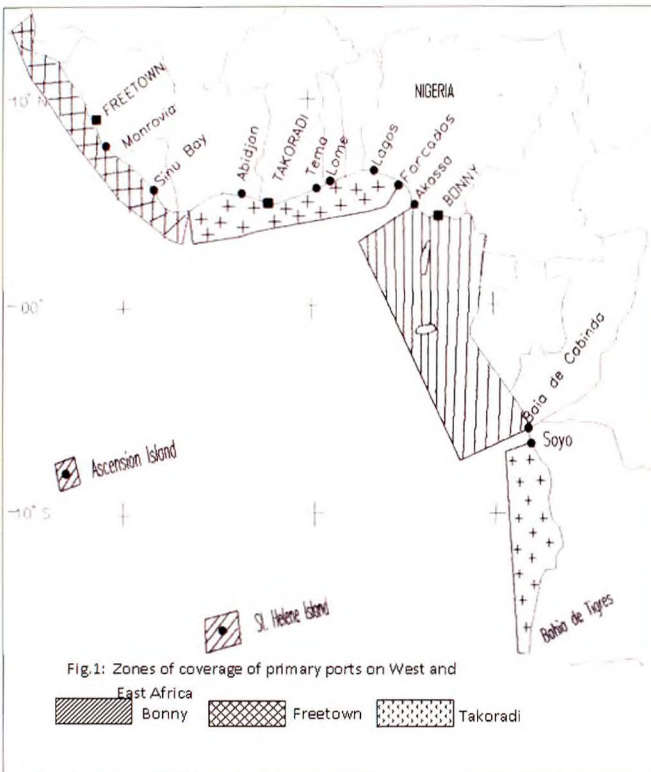 10° N
FREETOWN
Monrovia
Sinu Bay
Abidjan
TAKORADI
Tema
Lome
Lagos
NIGERIA
Forcados
Akassa
BONNY
00°
Baia de Cabinda
Soyo
Ascension Island
10° S
St. Helene Island
Bahia de Tigres
Fig.1: Zones of coverage of primary ports on West and
East Africa
Bonny Freetown Takoradi